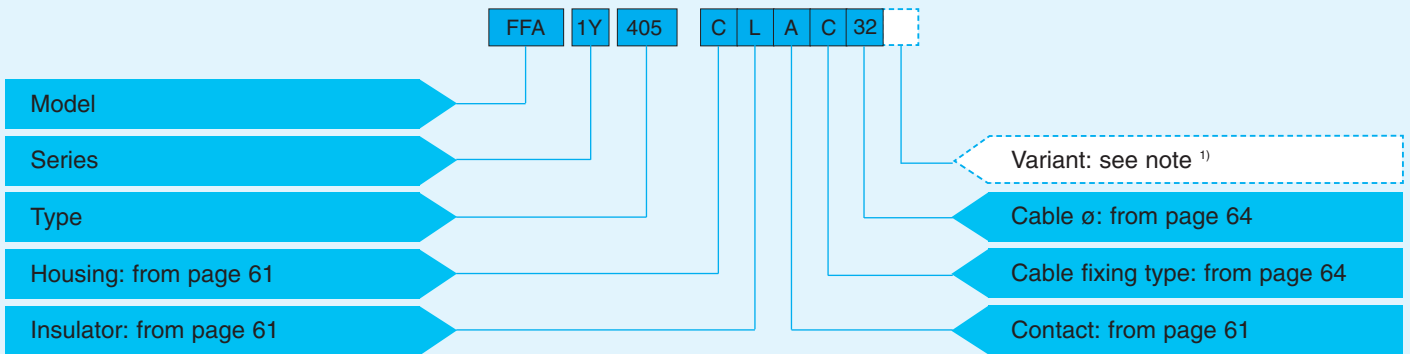 FFA 1Y 405 C L A C 32
Model
Series
Type
Housing: from page 61
Insulator: from page 61
Variant: see note 1)
Cable ø: from page 64
Cable fixing type: from page 64
Contact: from page 61